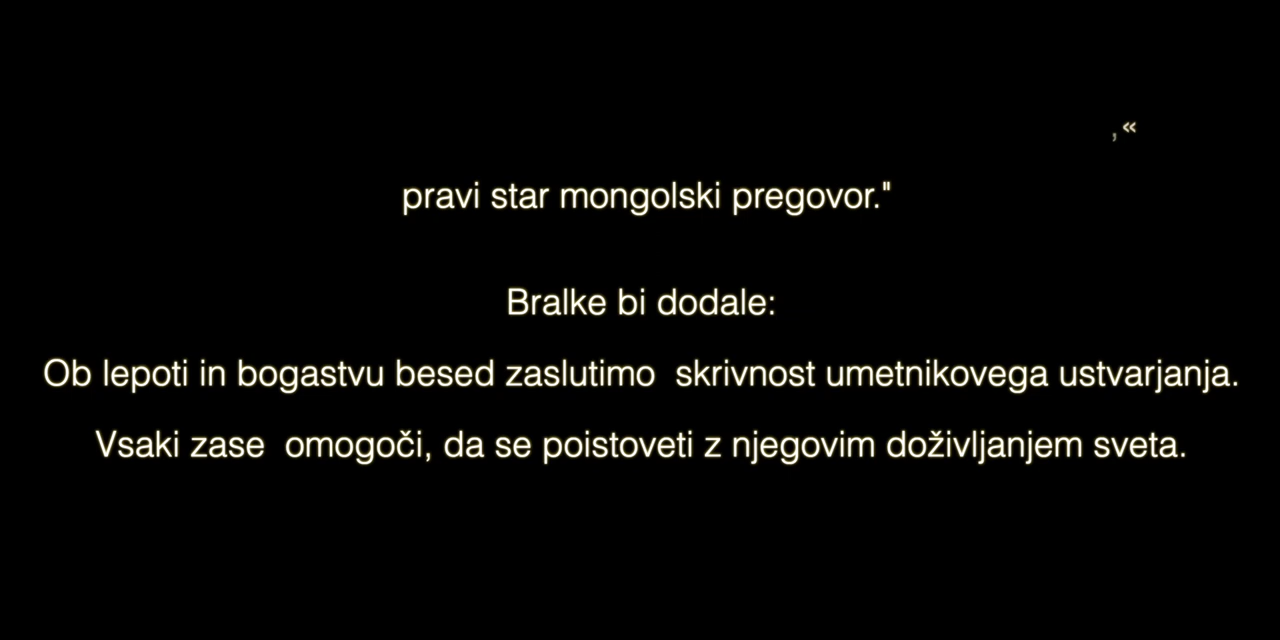 ,«
pravi star mongolski pregovor."
Bralke bi dodale:
Ob lepoti in bogastvu besed zaslutimo  skrivnost umetnikovega ustvarjanja.
Vsaki zase  omogoči, da se poistoveti z njegovim doživljanjem sveta.